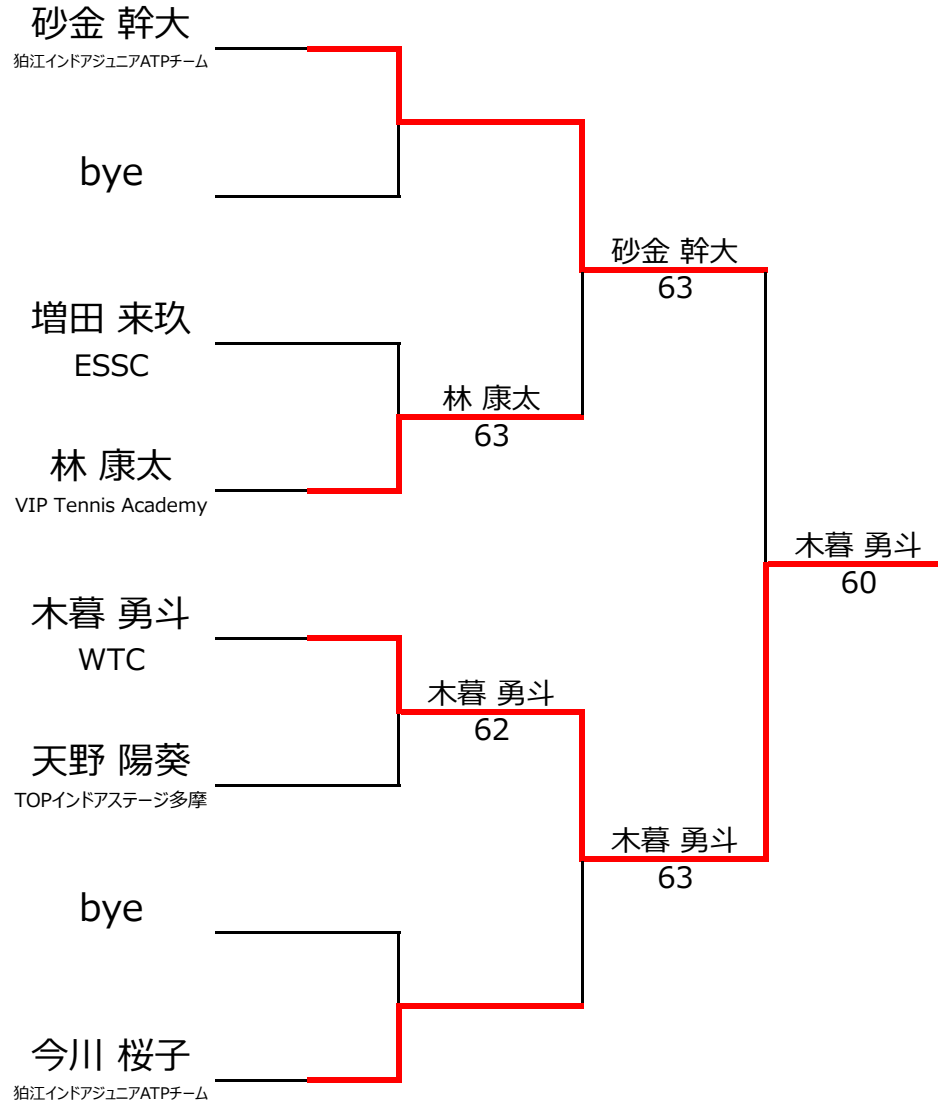 砂金 幹大
狛江インドアジュニアATPチーム
bye
砂金 幹大
63
増田 来玖
ESSC
林 康太
63
林 康太
VIP Tennis Academy
木暮 勇斗
60
木暮 勇斗
WTC
木暮 勇斗
62
天野 陽葵
TOPインドアステージ多摩
木暮 勇斗
63
bye
今川 桜子
狛江インドアジュニアATPチーム